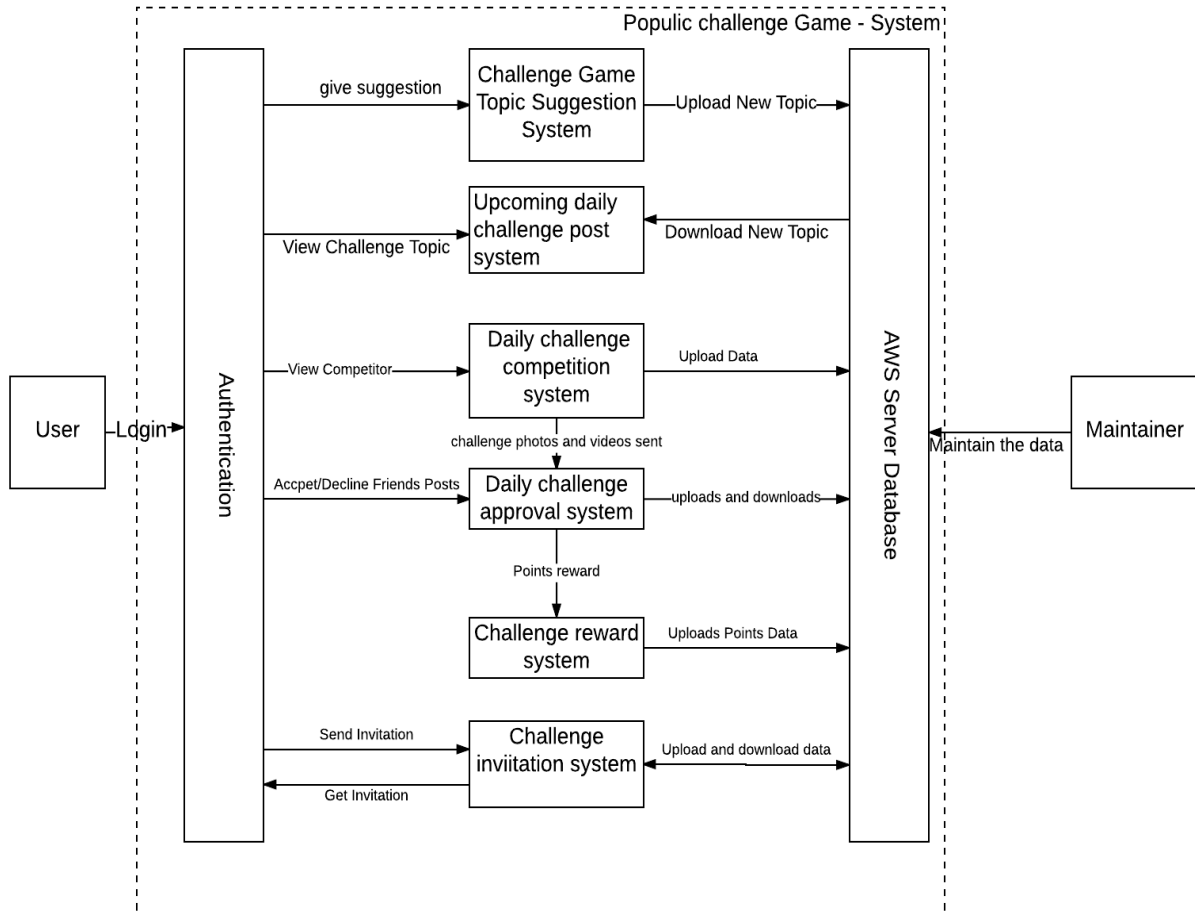 Populic challenge Game - System
give suggestion
Challenge Game
Topic Suggestion
System
Upload New Topic
View Challenge Topic
Upcoming daily
challenge post
system
Download New Topic
View Competitor
Daily challenge
competition
system
Upload Data
User
Login
Authentication
challenge photos and videos sent
AWS Server Database
Maintain the data
Maintainer
Accpet/Decline Friends Posts
Daily challenge
approval system
uploads and downloads
Points reward
Challenge reward
system
Uploads Points Data
Send Invitation
Get Invitation
Challenge
inviitation system
Upload and download data